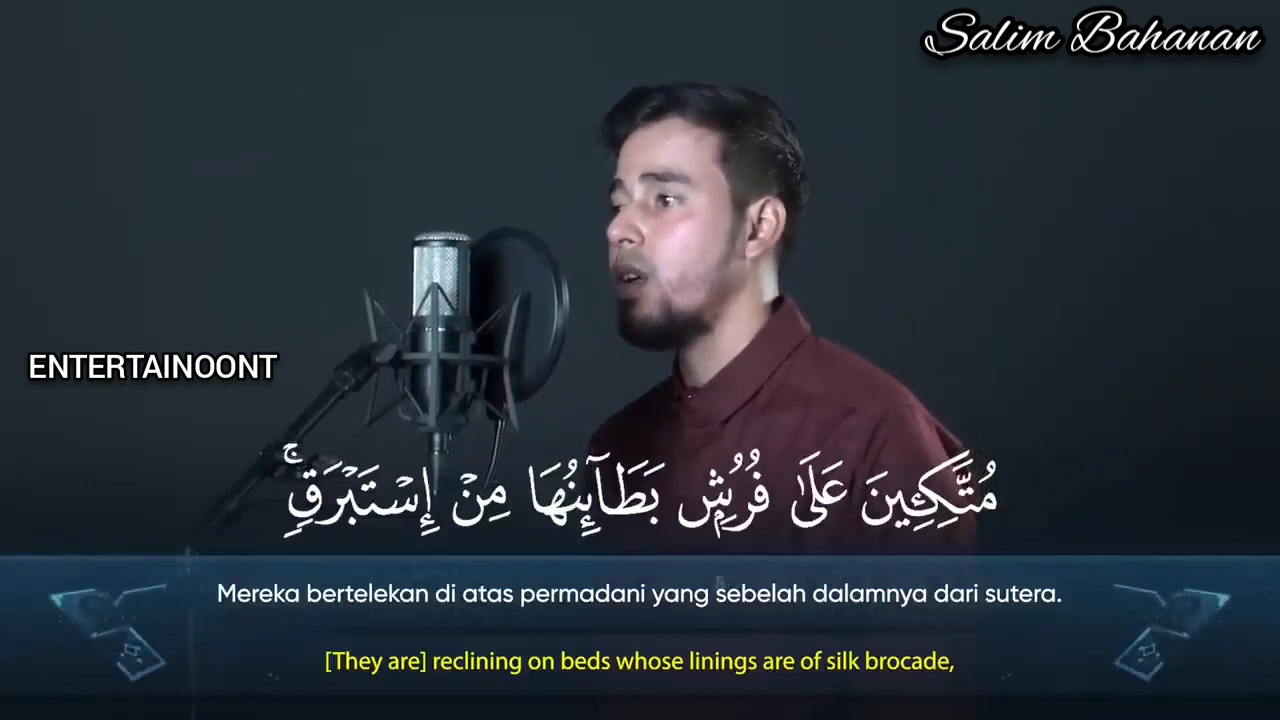 Salim Bahanan
ENTERTAINOONT
مُتَّكِـِٔينَ عَلَىٰ فُرُشٍۭ بَطَآئِنُهَا مِنْ إِسْتَبْرَقٍۚ
Mereka bertelekan di atas permadani yang sebelah dalamnya dari sutera.
[They are] reclining on beds whose linings are of silk brocade,